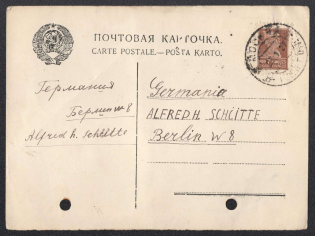 ПОЧТОВАЯ КАРТОЧКА.
CARTE POSTALE.—POŜTA KARTO.
Германия
Берлин W 8
Alfred H. Schütte
Germania
ALFRED H. SCHÜTTE
Berlin W 8